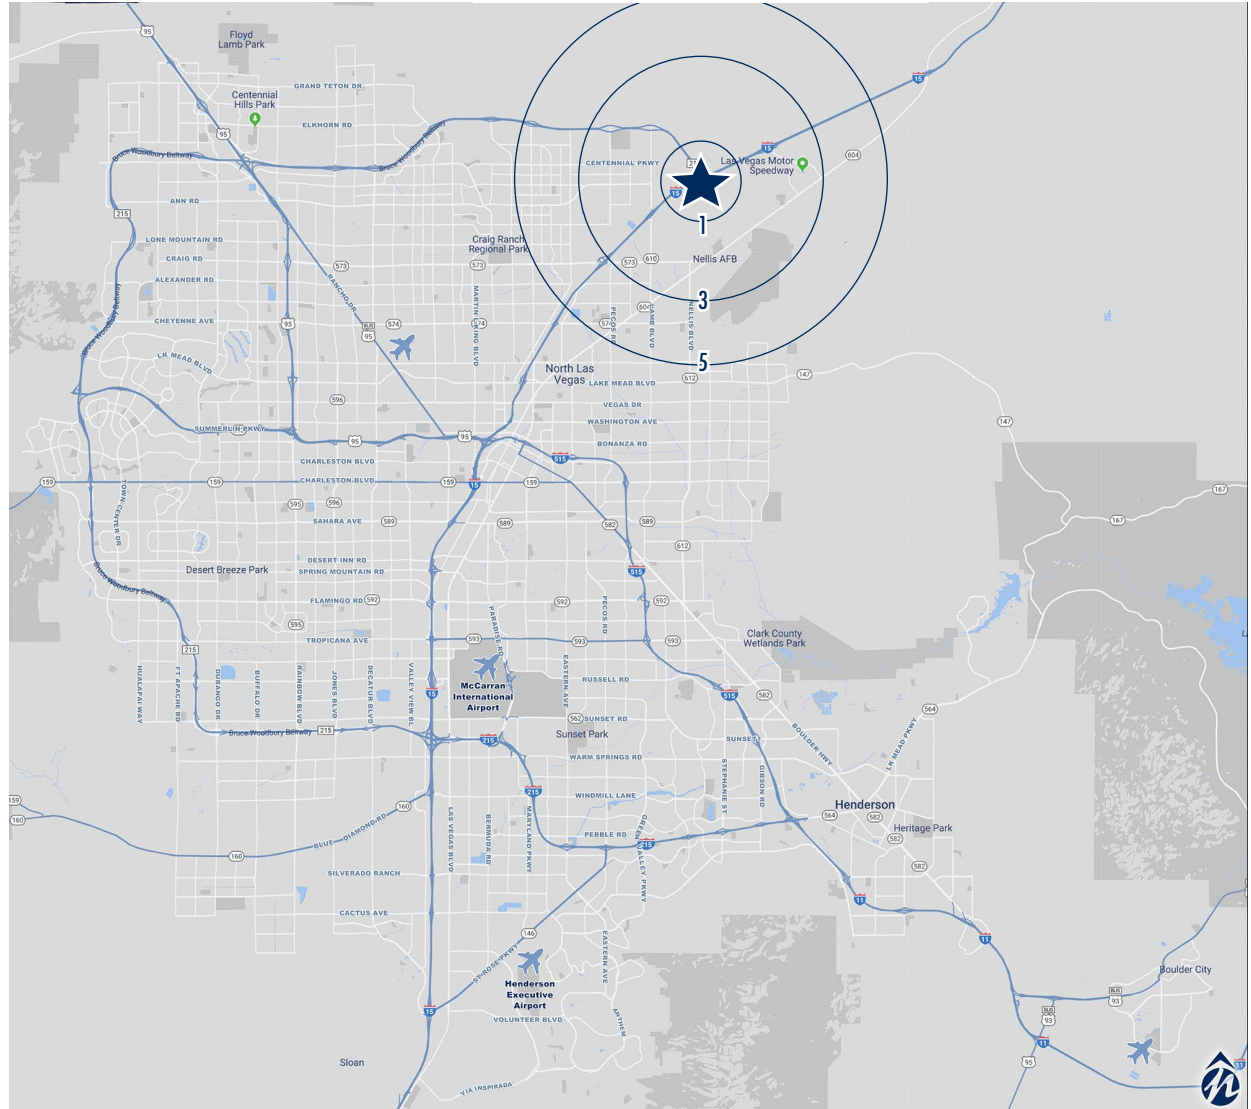 95
Floyd
Lamb Park
15
GRAND TETON DR
Centennial
Hills Park
ELKHORN RD
95
Bruce Woodbury Beltway
Bruce Woodbury Beltway
CENTENNIAL PKWY
15
Las Vegas Motor
Speedway
604
15
ANN RD
215
1
LONE MOUNTAIN RD
Craig Ranch
Regional Park
CRAIG RD
573
573
573
610
Nellis AFB
ALEXANDER RD
RANCHO DR
Bruce Woodbury Beltway
MARTIN L KING BLVD
3
PECOS RD
LAMB BLVD
NELLIS BLVD
CHEYENNE AVE
95
BUS
95
574
574
LK MEAD BLVD
5
North Las
Vegas
LAKE MEAD BLVD
612
147
596
VEGAS DR
WASHINGTON AVE
147
SUMMERLIN PKWY
95
95
BONANZA RD
515
CHARLESTON BLVD
159
159
CHARLESTON BLVD
159
15
159
167
TOWN CENTER DR
595
596
SAHARA AVE
589
589
582
589
167
612
DESERT INN RD
Desert Breeze Park
SPRING MOUNTAIN RD
515
Bruce Woodbury Beltway
FLAMINGO RD
592
592
PECOS RD
592
595
PARADISE RD
TROPICANA AVE
593
593
593
Clark County
Wetlands Park
215
HUALAPAI WAY
FT APACHE RD
DURANGO DR
BUFFALO DR
RAINBOW BLVD
JONES BLVD
DECATUR BLVD
VALLEY VIEW BL
15
McCarran
International
Airport
EASTERN AVE
RUSSELL RD
515
582
564
562
SUNSET RD
Bruce Woodbury Beltway
215
215
Sunset Park
SUNSET
BOULDER HWY
LK MEAD PKWY
WARM SPRINGS RD
STEPHANIE ST
GIBSON RD
215
WINDMILL LANE
159
160
160
Henderson
564
582
BLUE DIAMOND RD
LAS VEGAS BLVD
BERMUDA RD
MARYLAND PKWY
PEBBLE RD
GREEN VALLEY PKWY
215
Heritage Park
582
160
582
SILVERADO RANCH
11
CACTUS AVE
146
ST ROSE PKWY
EASTERN AVE
11
Henderson
Executive
Airport
Boulder City
BUS
93
15
VOLUNTEER BLVD
ANTHEM
BUS
93
Sloan
11
95
11
VIA INSPIRADA
n